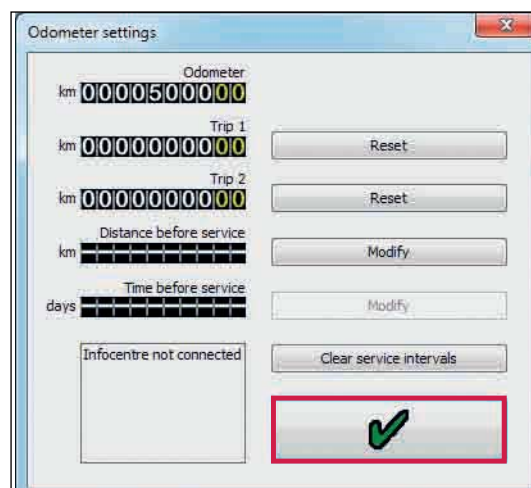 Odometer settings
Odometer
km 0000500000
Trip 1
km 0000000000 Reset
Trip 2
km 0000000000 Reset
Distance before service
km ---------- Modify
Time before service
days ---------- Modify
Infocentre not connected Clear service intervals